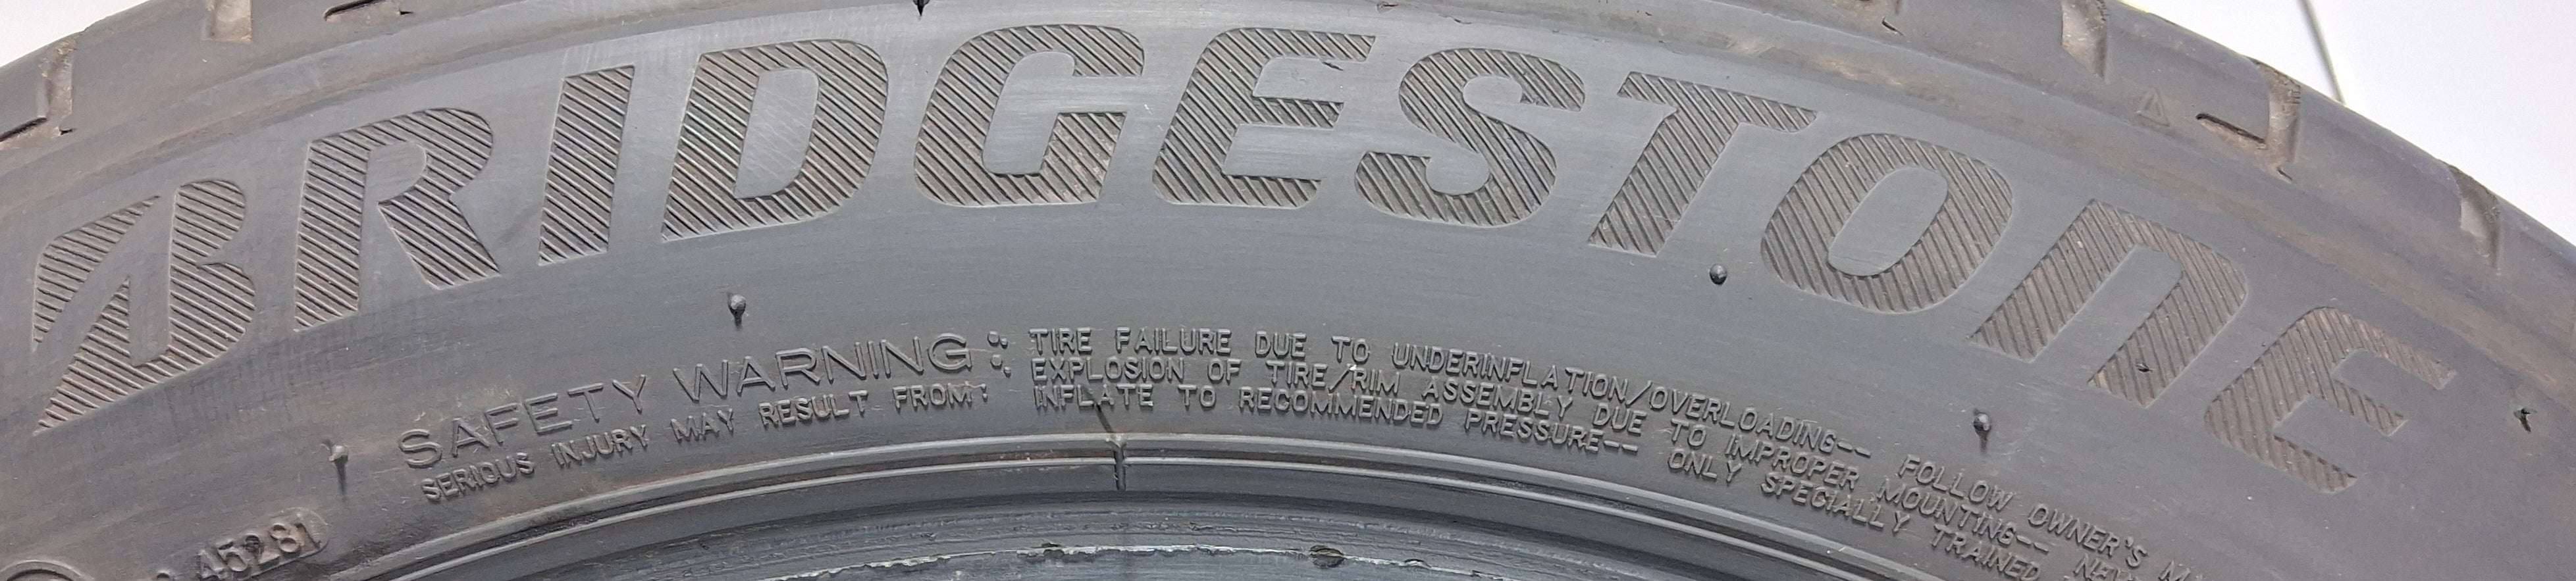 BRIDGESTONE
SAFETY WARNING:
SERIOUS INJURY MAY RESULT FROM:
TIRE FAILURE DUE TO UNDERINFLATION/OVERLOADING-- FOLLOW OWNER'S
EXPLOSION OF TIRE/RIM ASSEMBLY DUE TO IMPROPER MOUNTING--
INFLATE TO RECOMMENDED PRESSURE-- ONLY SPECIALLY TRAINED
45281